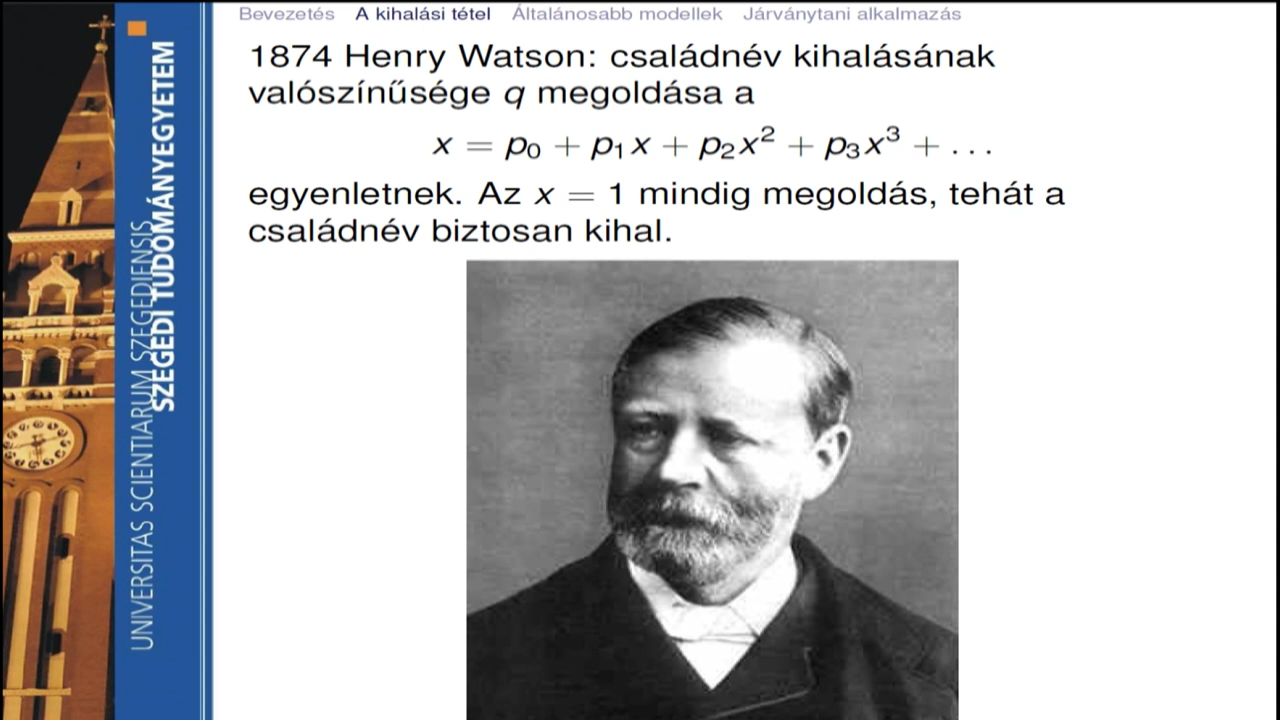 Bevezetés A kihalási tétel Általánosabb modellek Járványtani alkalmazás
1874 Henry Watson: családnév kihalásának
valószínűsége q megoldása a
x = p₀ + p₁x + p₂x² + p₃x³ + ...
egyenletnek. Az x = 1 mindig megoldás, tehát a
családnév biztosan kihal.
UNIVERSITAS SCIENTIARUM SZEGEDIENSIS
SZEGEDI TUDOMÁNYEGYETEM